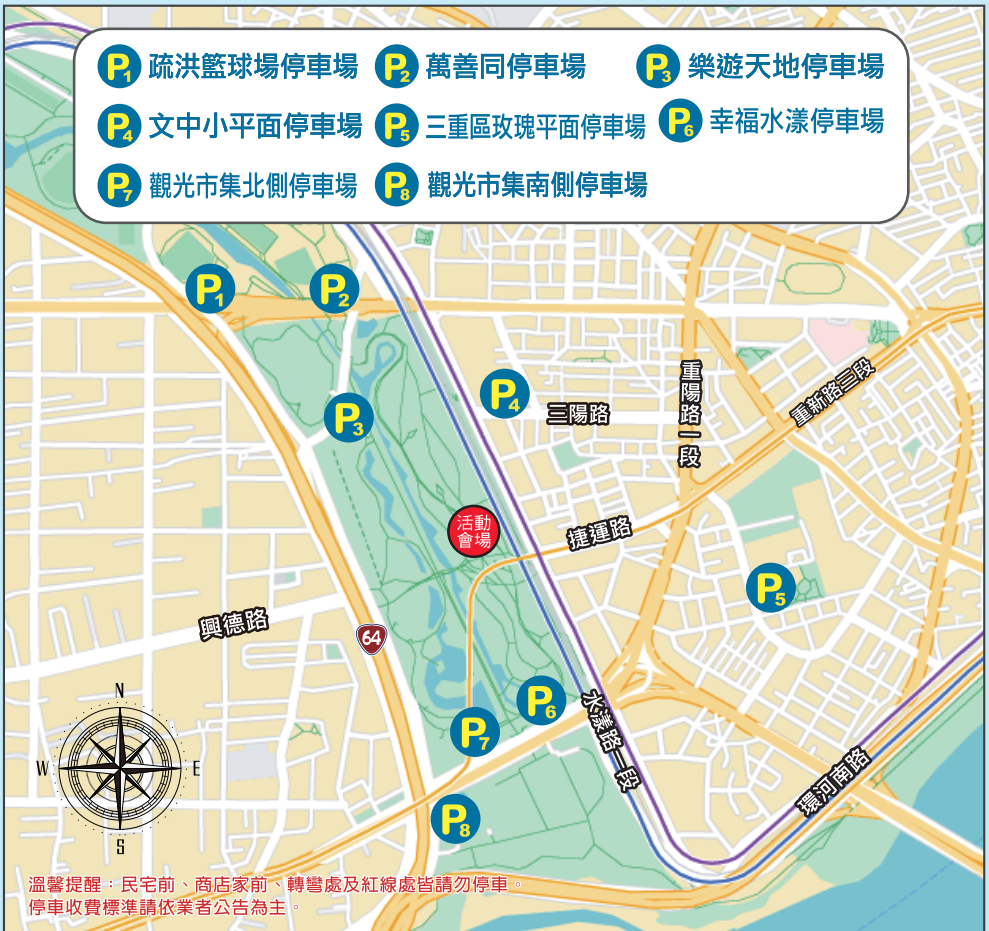 P1 疏洪籃球場停車場 P2 萬善同停車場 P3 樂遊天地停車場
P4 文中小平面停車場 P5 三重區玫瑰平面停車場 P6 幸福水漾停車場
P7 觀光市集北側停車場 P8 觀光市集南側停車場
P1
P2
P3
P4
三陽路
重陽路一段
重新路三段
活動
會場
捷運路
P5
興德路
64
P6
P7
水漾路一段
環河南路
P8
N
W
E
S
溫馨提醒：民宅前、商店家前、轉彎處及紅線處皆請勿停車。
停車收費標準請依業者公告為主。